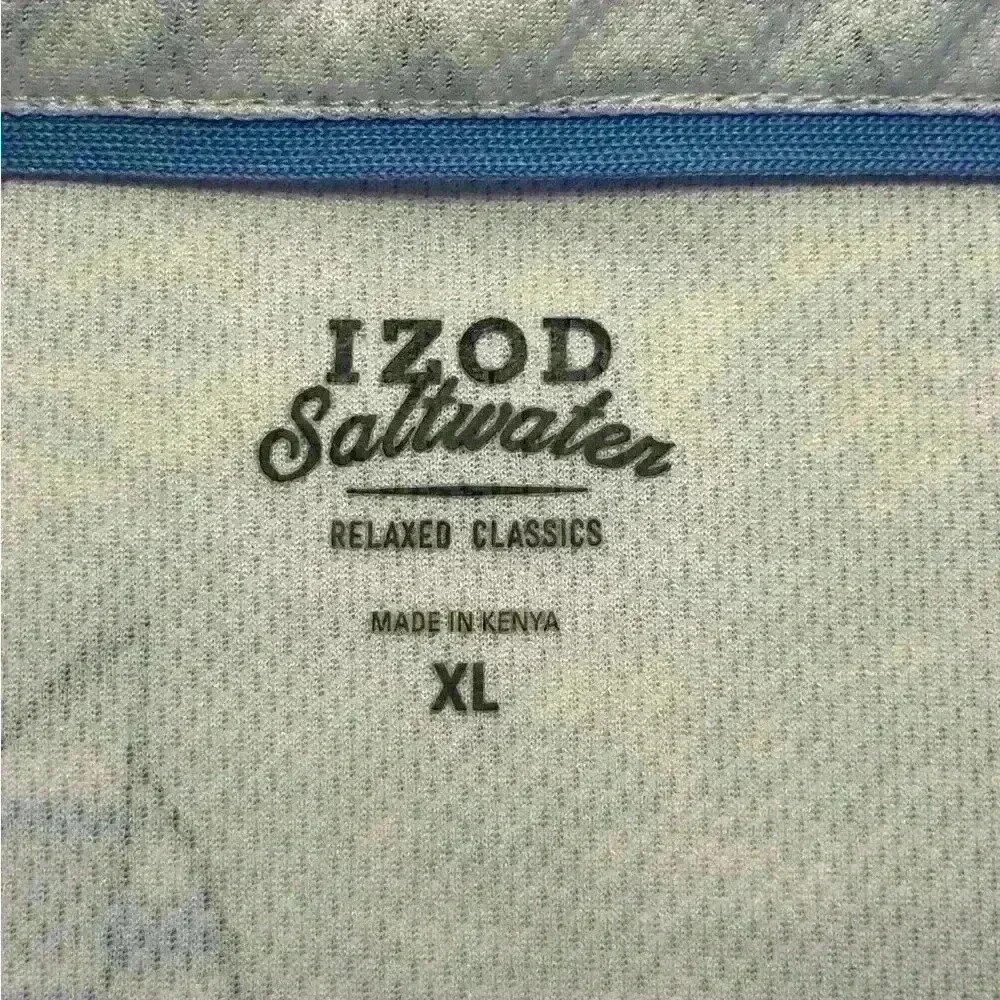 IZOD
Saltwater
RELAXED CLASSICS
MADE IN KENYA
XL